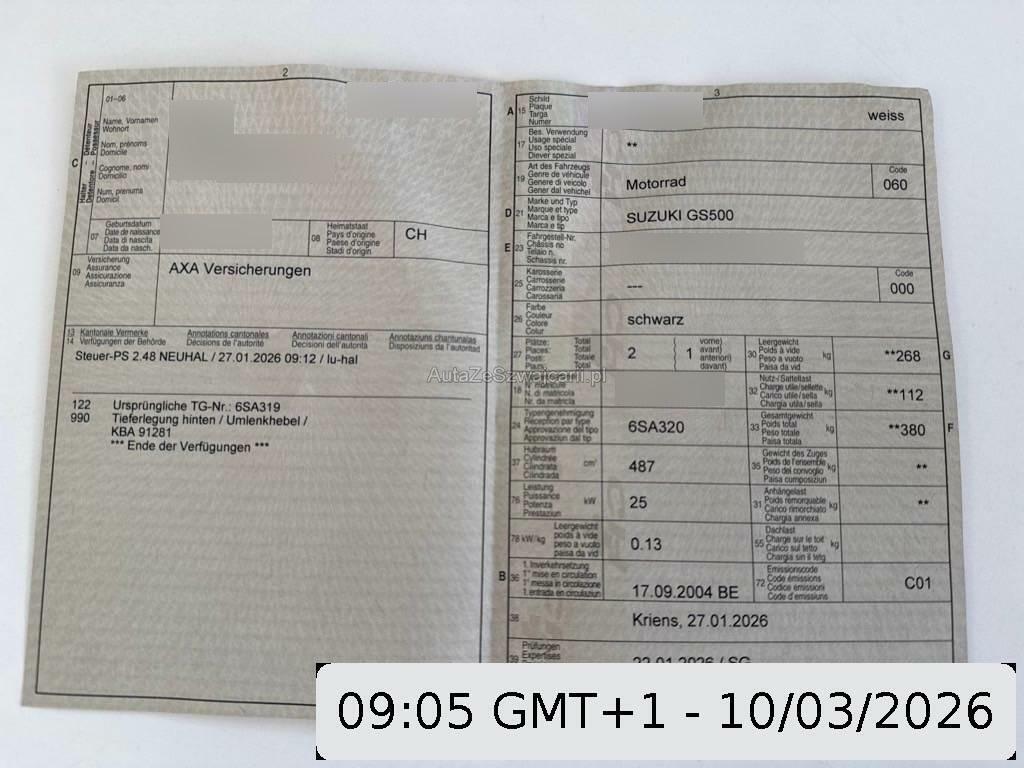 2
01–06
Name, Vornamen
Wohnort
Nom, prénoms
Domicile
Cognome, nomi
Domicilio
Num, prenums
Domicil
C
Halter Détenteur
Detentore Possessur
07 Geburtsdatum
Date de naissance
Data di nascita
Data da nasch.
08 Heimatstaat
Pays d'origine
Paese d'origine
Stadi d'origin
CH
09 Versicherung
Assurance
Assicurazione
Assicuranza
AXA Versicherungen
13 Kantonale Vermerke Annotations cantonales Annotazioni cantonali Annotaziuns chantunalas
14 Verfügungen der Behörde Décisions de l'autorité Decisioni dell'autorità Disposiziuns da l'autoritad
Steuer-PS 2.48 NEUHAL / 27.01.2026 09:12 / lu-hal
122 Ursprüngliche TG-Nr.: 6SA319
990 Tieferlegung hinten / Umlenkhebel /
KBA 91281
*** Ende der Verfügungen ***
3
A 15 Schild
Plaque
Targa
Numer
weiss
17 Bes. Verwendung
Usage spécial
Uso speciale
Diever spezial
**
19 Art des Fahrzeugs
Genre de véhicule
Genere di veicolo
Gener dal vehichel
Motorrad
Code
060
D 21 Marke und Typ
Marque et type
Marca e tipo
Marca e tip
SUZUKI GS500
E 23 Fahrgestell-Nr.
Châssis no
Telaio n.
Schassis nr.
25 Karosserie
Carrosserie
Carrozzeria
Carossaria
---
Code
000
26 Farbe
Couleur
Colore
Colur
schwarz
27 Plätze: Total
Places: Total
Posti: Totale
Plazs: Total
2
{ 1 vorne)
avant)
anteriori)
davant)
30 Leergewicht
Poids à vide
Peso a vuoto
Paisa da vid
kg
**268
G
18 N. matricule
N. di matricola
Nr. da matricla
32 Nutz-/Sattellast
Charge utile/sellette
Carico utile/sella
Chargia utila/sella
kg
**112
24 Typengenehmigung
Réception par type
Approvazione del tipo
Approvaziun dal tip
6SA320
33 Gesamtgewicht
Poids total
Peso totale
Paisa totala
kg
**380
F
37 Hubraum
Cylindrée
Cilindrata
Cilindrada
cm³
487
35 Gewicht des Zuges
Poids de l'ensemble
Peso del convoglio
Paisa cumposiziun
kg
**
76 Leistung
Puissance
Potenza
Prestaziun
kW
25
31 Anhängelast
Poids remorquable
Carico rimorchiato
Chargia annexa
kg
**
78 kW/kg Leergewicht
poids à vide
peso a vuoto
paisa da vid
0.13
55 Dachlast
Charge sur le toit
Carico sul tetto
Chargia sin il tetg
kg
B 36 1. Inverkehrsetzung
1re mise en circulation
1a messa in circolazione
1. entrada en circulaziun
17.09.2004 BE
72 Emissionscode
Code émissions
Codice emissioni
Code d'emissiuns
C01
38
Kriens, 27.01.2026
39 Prüfungen
Expertises
22.01.2026 / SG
AutaZeSzwajcarii.pl
09:05 GMT+1 - 10/03/2026